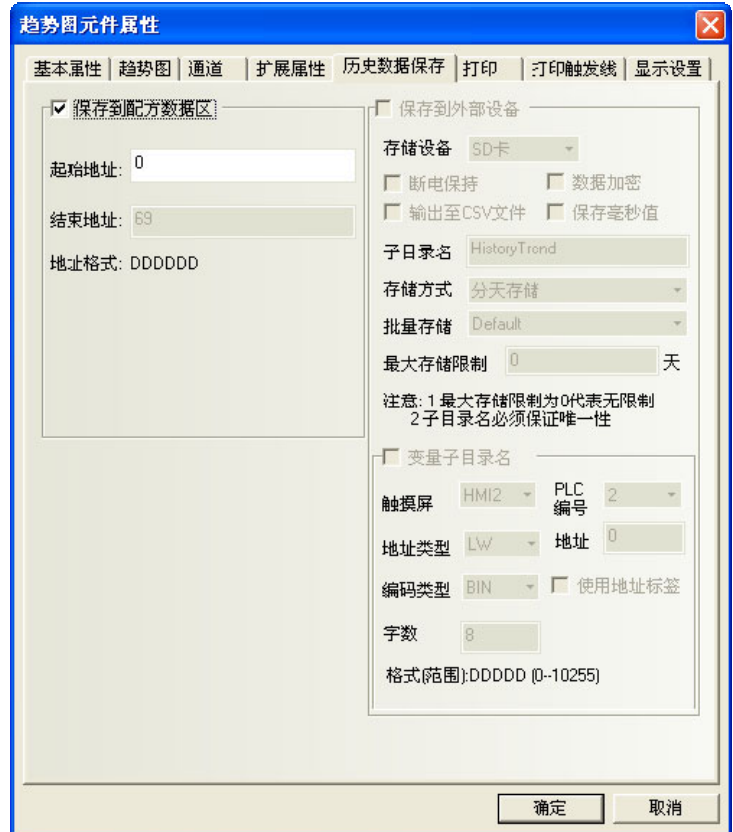 趋势图元件属性
基本属性 趋势图 通道 扩展属性 历史数据保存 打印 打印触发线 显示设置
保存到配方数据区
起始地址: 0
结束地址: 69
地址格式: DDDDDD
保存到外部设备
存储设备 SD卡
断电保持 数据加密
输出至CSV文件 保存毫秒值
子目录名 HistoryTrend
存储方式 分天存储
批量存储 Default
最大存储限制 0 天
注意: 1 最大存储限制为0代表无限制
2 子目录名必须保证唯一性
变量子目录名
触摸屏 HMI2 PLC编号 2
地址类型 LW 地址 0
编码类型 BIN 使用地址标签
字数 8
格式(范围):DDDDD (0--10255)
确定 取消